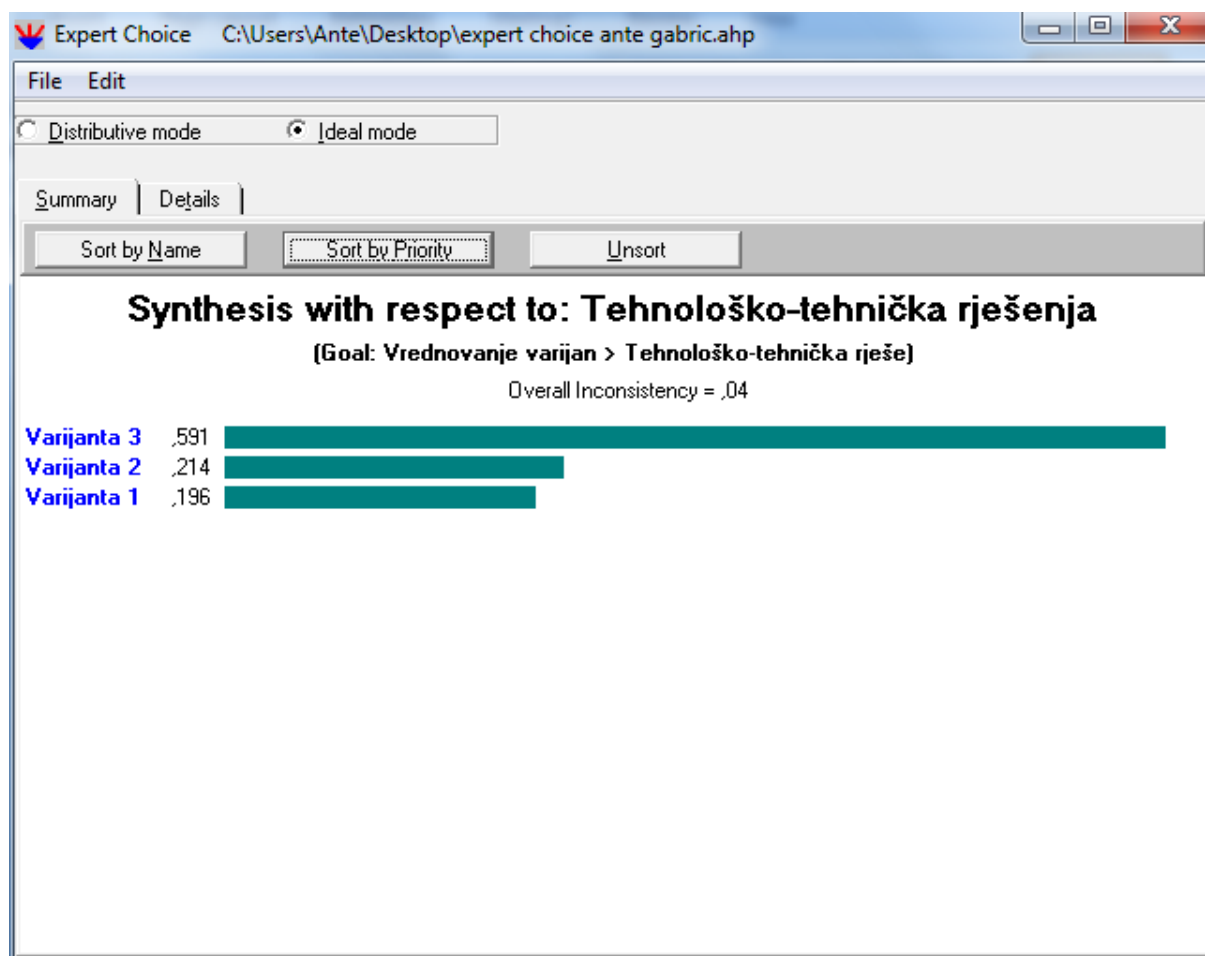 Expert Choice C:\Users\Ante\Desktop\expert choice ante gabric.ahp
File Edit
Distributive mode Ideal mode
Summary Details
Sort by Name Sort by Priority Unsort
Synthesis with respect to: Tehnološko-tehnička rješenja
(Goal: Vrednovanje varijan > Tehnološko-tehnička rješe)
Overall Inconsistency = ,04
Varijanta 3 ,591
Varijanta 2 ,214
Varijanta 1 ,196